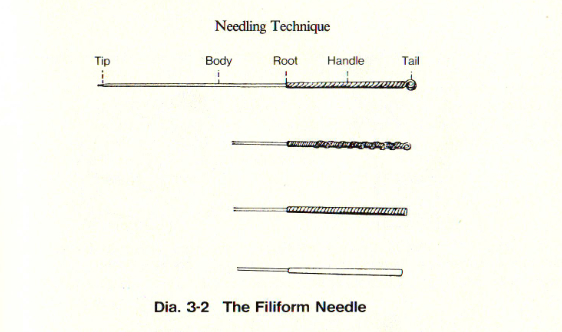 Needling Technique
Tip Body Root Handle Tail
Dia. 3-2 The Filiform Needle